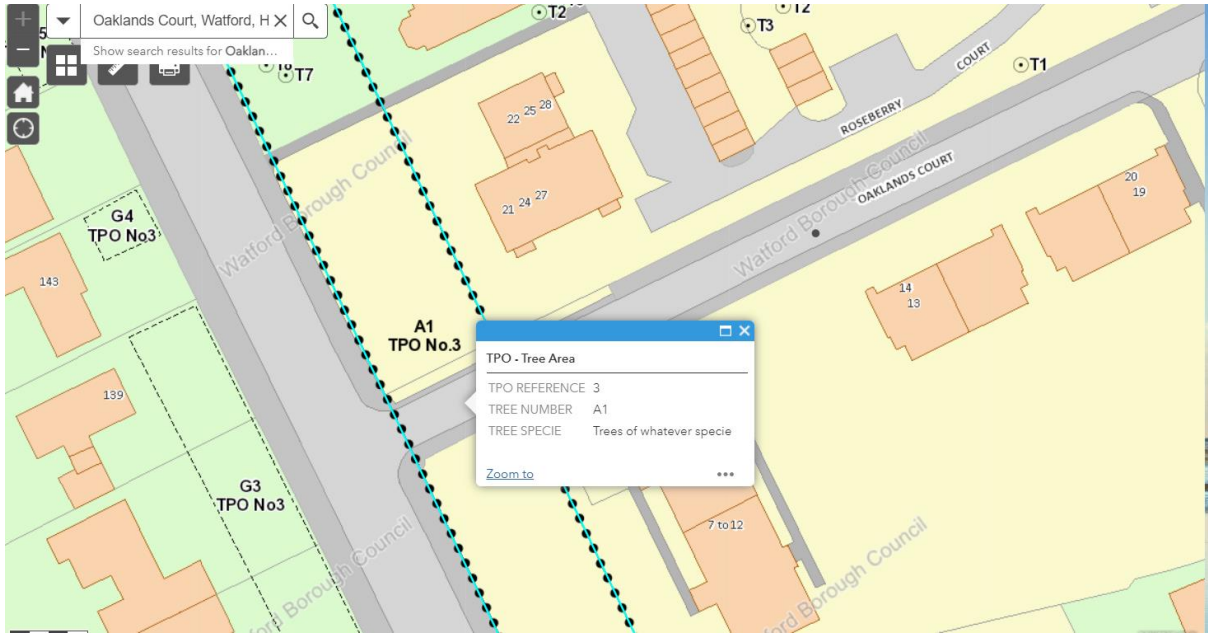 Oaklands Court, Watford, H
Show search results for Oaklan...
T2
T2
T3
T1
T7
COURT
ROSEBERRY
OAKLANDS COURT
22 25 28
21 24 27
20
19
14
13
G4
TPO No3
143
A1
TPO No.3
139
G3
TPO No3
7 to 12
TPO - Tree Area
TPO REFERENCE 3
TREE NUMBER A1
TREE SPECIE Trees of whatever specie
Zoom to
Watford Borough Council
Watford Borough Council
Borough Council
Borough Council